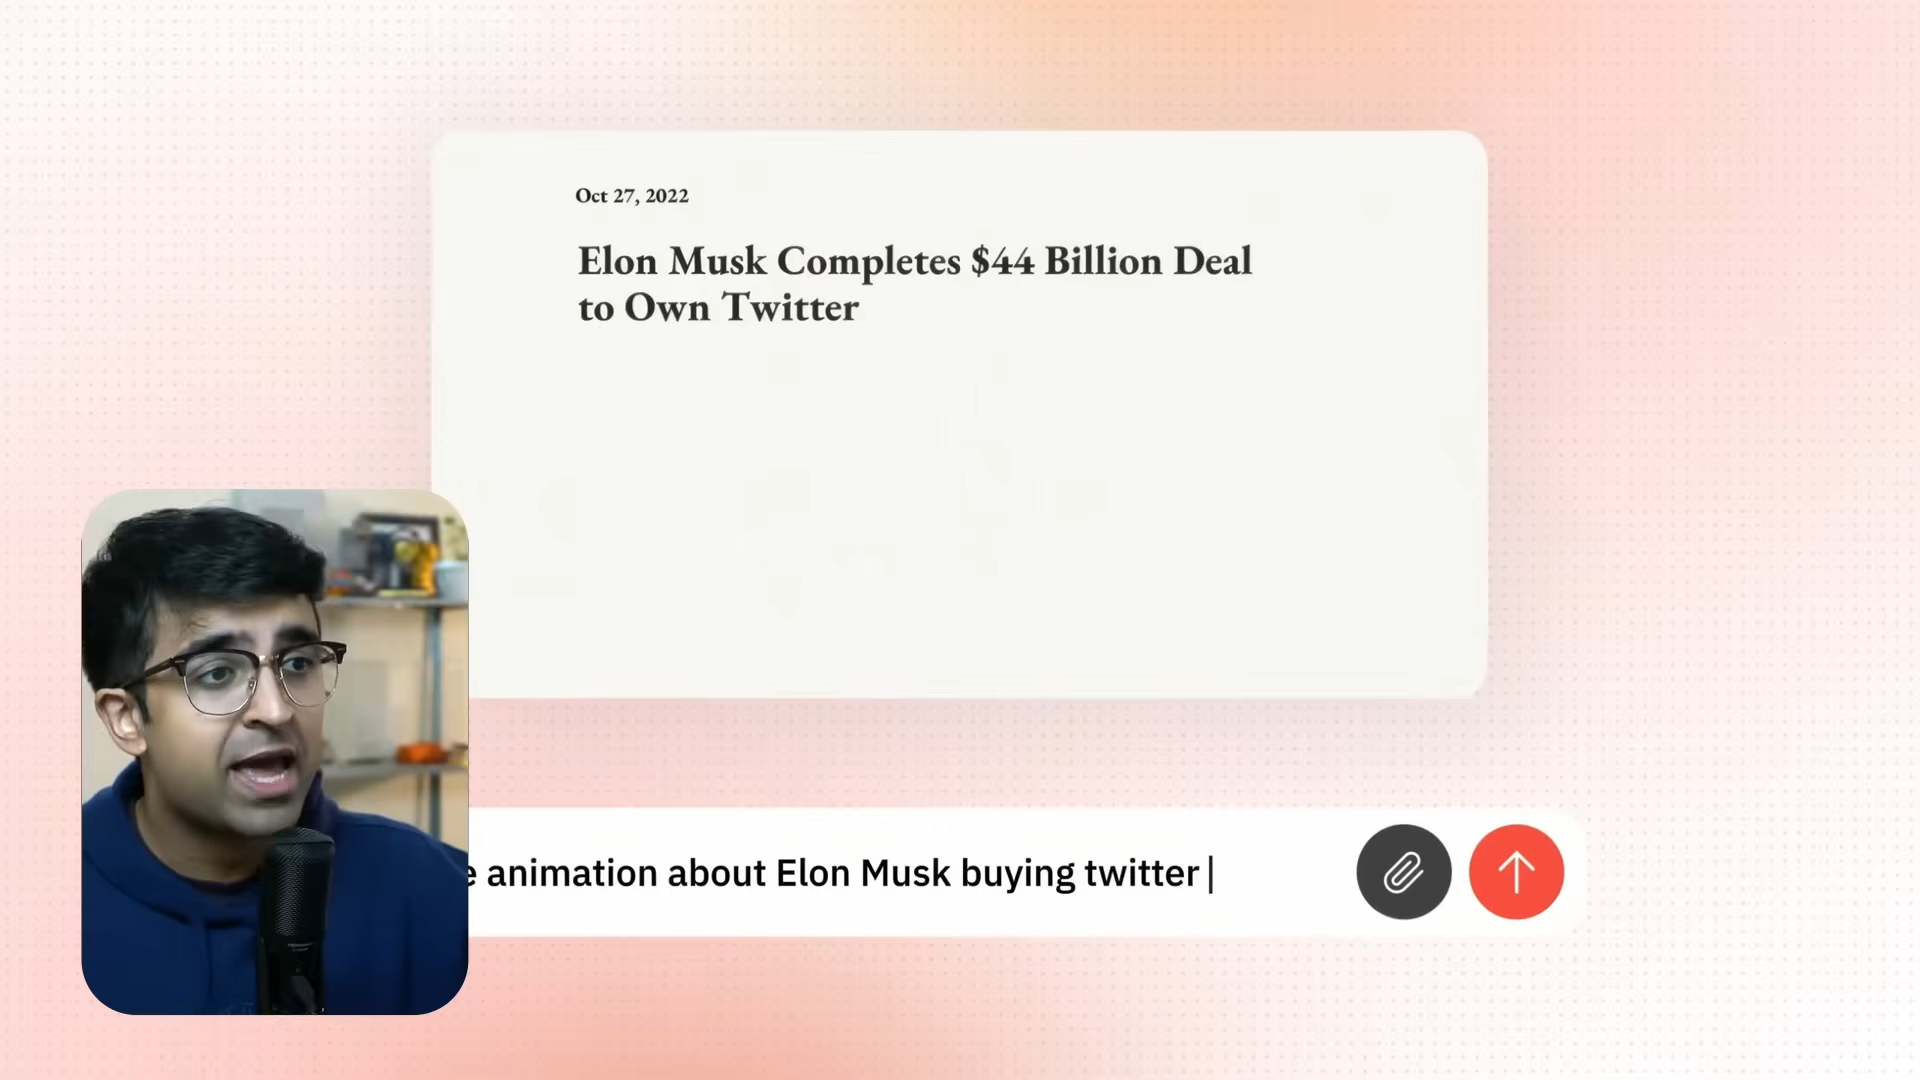 Oct 27, 2022
Elon Musk Completes $44 Billion Deal
to Own Twitter
animation about Elon Musk buying twitter